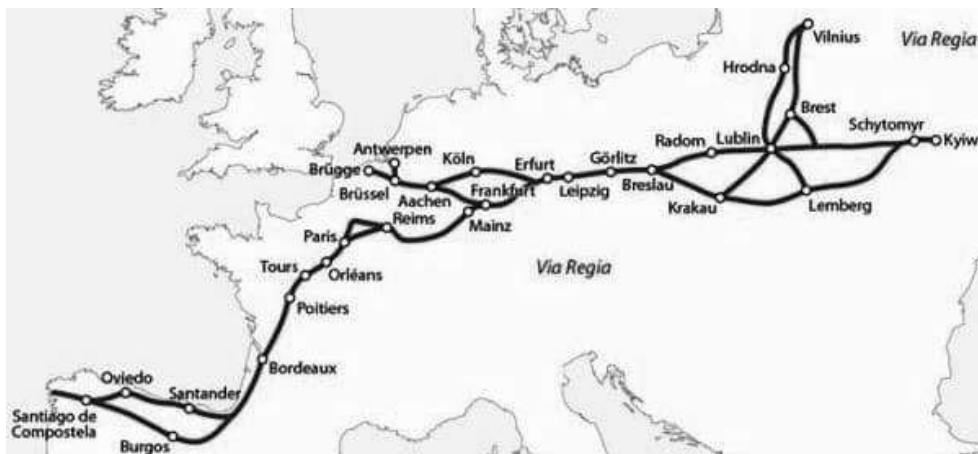 Vilnius
Via Regia
Hrodna
Brest
Schytomyr
Radom
Lublin
Kyiw
Antwerpen
Köln
Erfurt
Görlitz
Brügge
Brüssel
Aachen
Frankfurt
Leipzig
Breslau
Krakau
Lemberg
Reims
Mainz
Paris
Via Regia
Tours
Orléans
Poitiers
Bordeaux
Oviedo
Santander
Santiago de
Compostela
Burgos